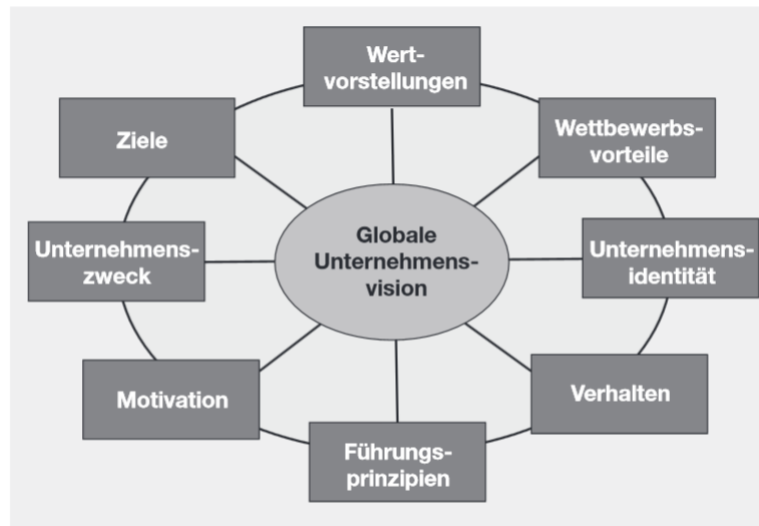 Wert-
vorstellungen
Ziele
Wettbewerbs-
vorteile
Globale
Unternehmens-
vision
Unternehmens-
zweck
Unternehmens-
identität
Motivation
Verhalten
Führungs-
prinzipien